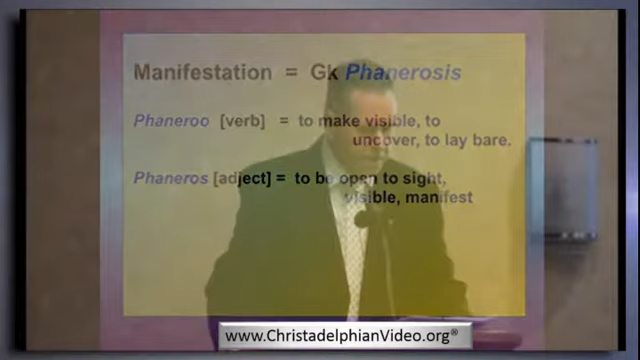 Manifestation = Gk Phanerosis
Phaneroo [verb] = to make visible, to
uncover, to lay bare.
Phaneros [adject] = to be open to sight,
visible, manifest
www.ChristadelphianVideo.org®